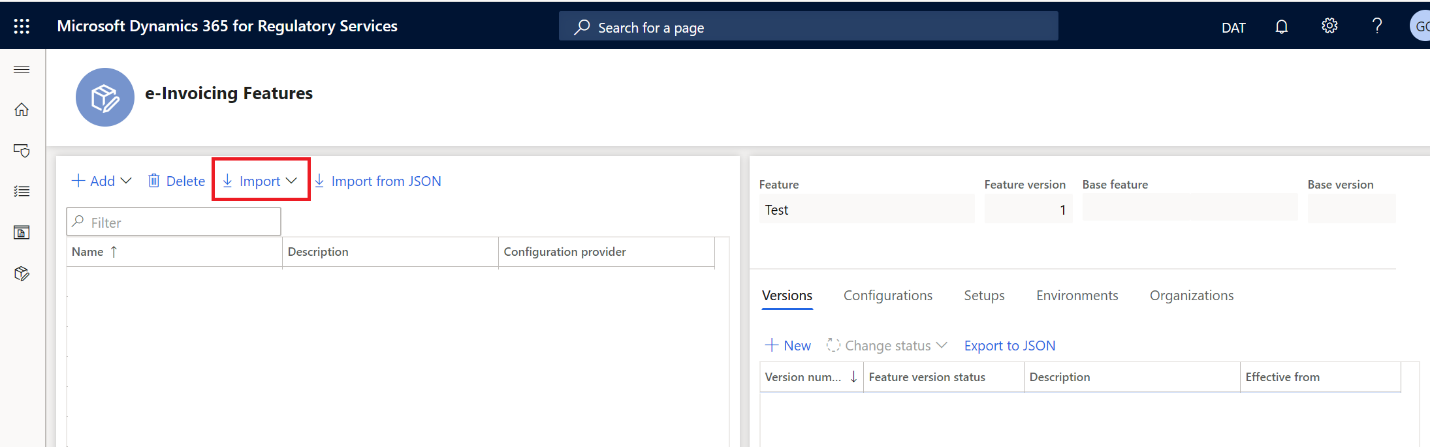 Microsoft Dynamics 365 for Regulatory Services
Search for a page
DAT
?
e-Invoicing Features
Add
Delete
Import
Import from JSON
Filter
Name
Description
Configuration provider
Feature
Feature version
Base feature
Base version
Test
1
Versions
Configurations
Setups
Environments
Organizations
New
Change status
Export to JSON
Version num...
Feature version status
Description
Effective from